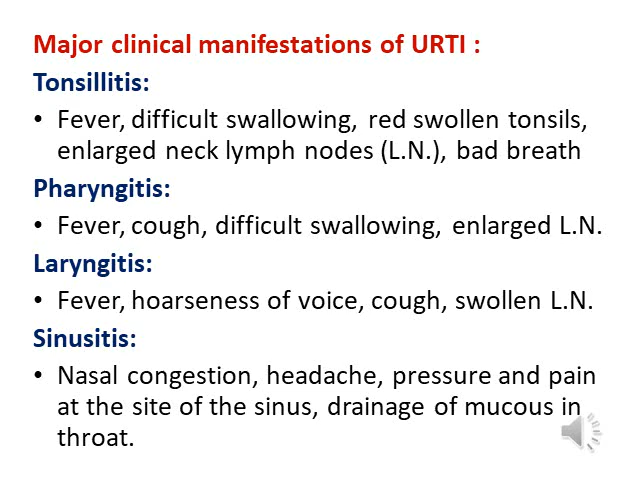 Major clinical manifestations of URTI :
Tonsillitis:
• Fever, difficult swallowing, red swollen tonsils,
enlarged neck lymph nodes (L.N.), bad breath
Pharyngitis:
• Fever, cough, difficult swallowing, enlarged L.N.
Laryngitis:
• Fever, hoarseness of voice, cough, swollen L.N.
Sinusitis:
• Nasal congestion, headache, pressure and pain
at the site of the sinus, drainage of mucous in
throat.